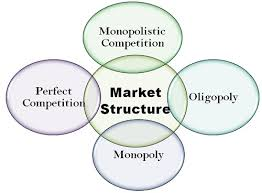 Monopolistic
Competition
Perfect
Competition
Market
Structure
Oligopoly
Monopoly